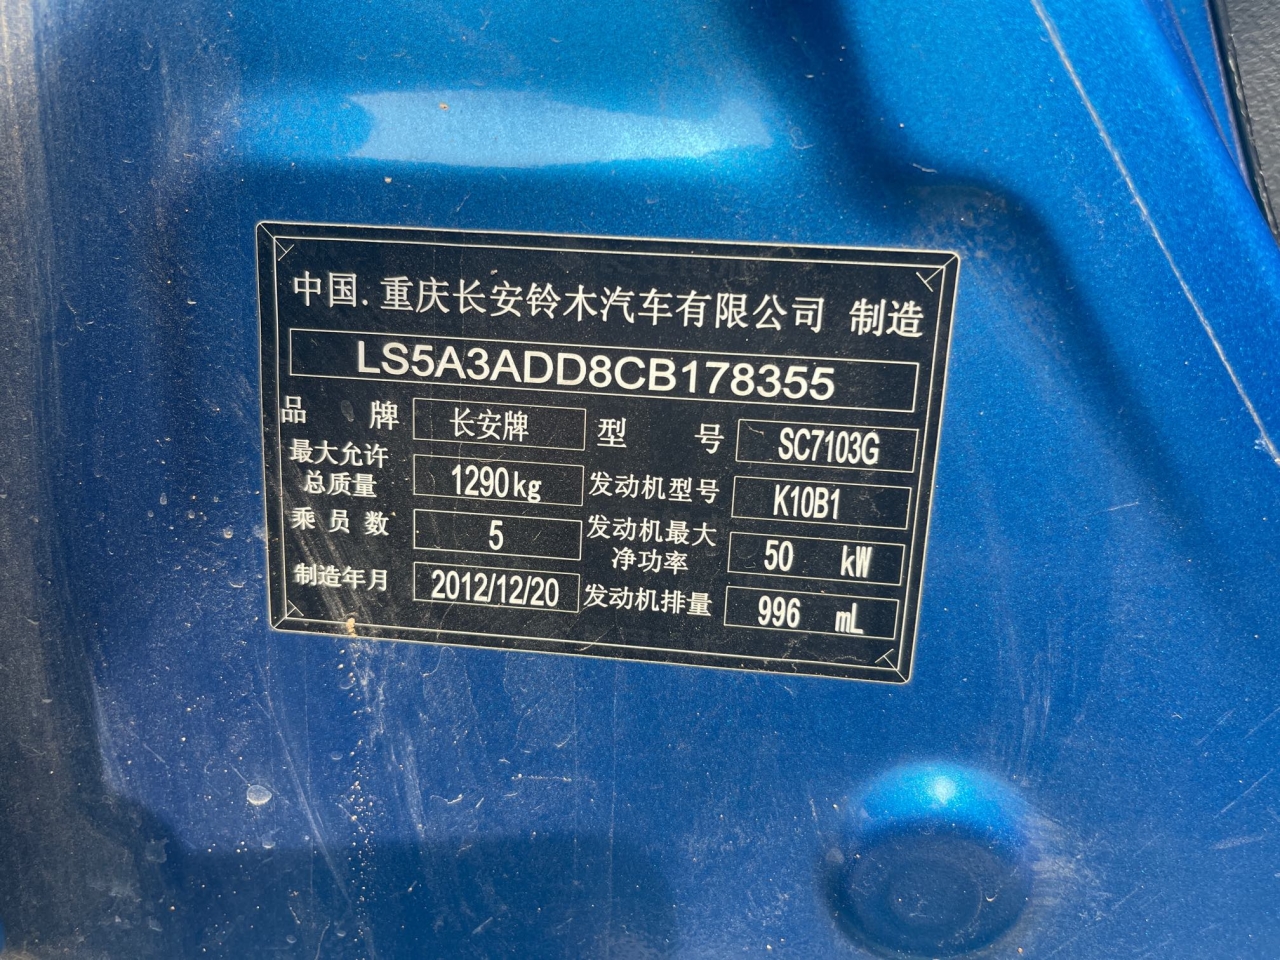 中国.重庆长安铃木汽车有限公司 制造
LS5A3ADD8CB178355
品 牌 长安牌 型 号 SC7103G
最大允许总质量 1290kg 发动机型号 K10B1
乘员数 5 发动机最大净功率 50 kW
制造年月 2012/12/20 发动机排量 996 mL